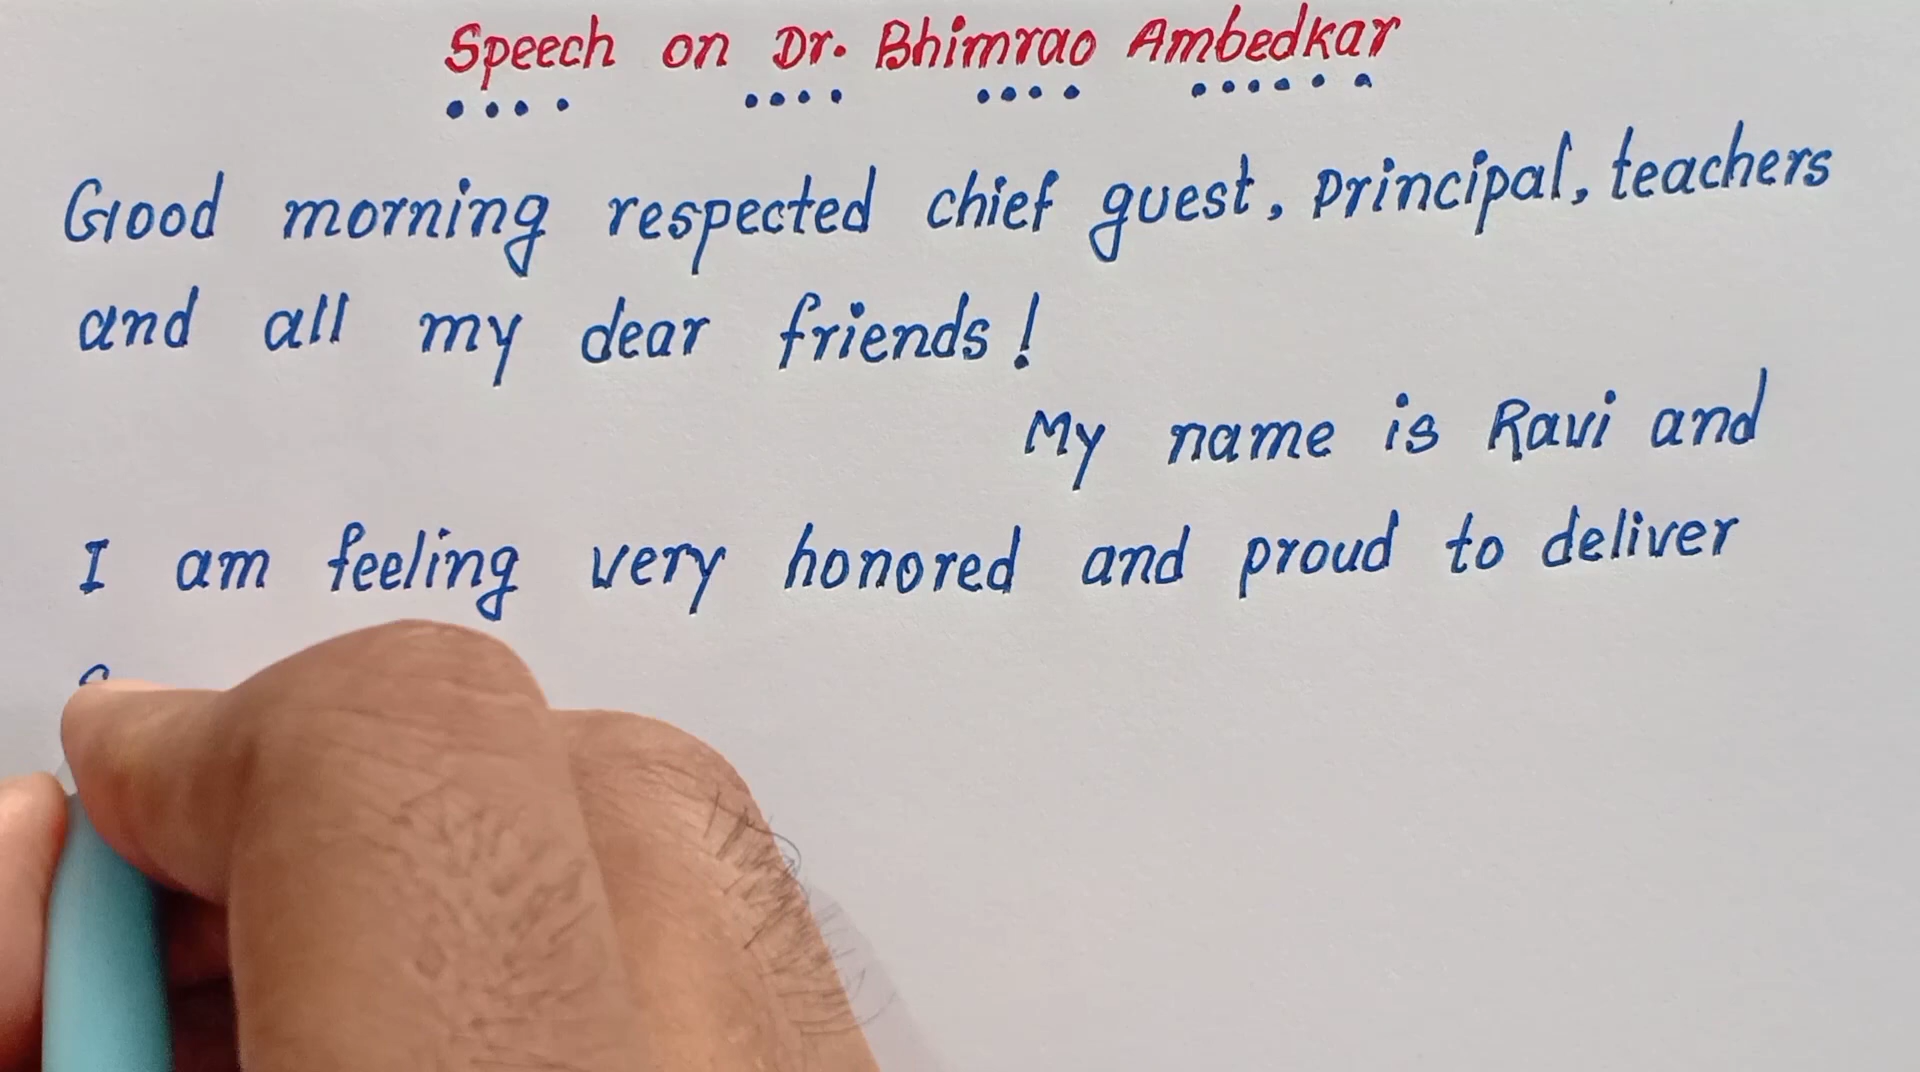 Speech on Dr. Bhimrao Ambedkar
Good morning respected chief guest, principal, teachers
and all my dear friends!
My name is Ravi and
I am feeling very honored and proud to deliver